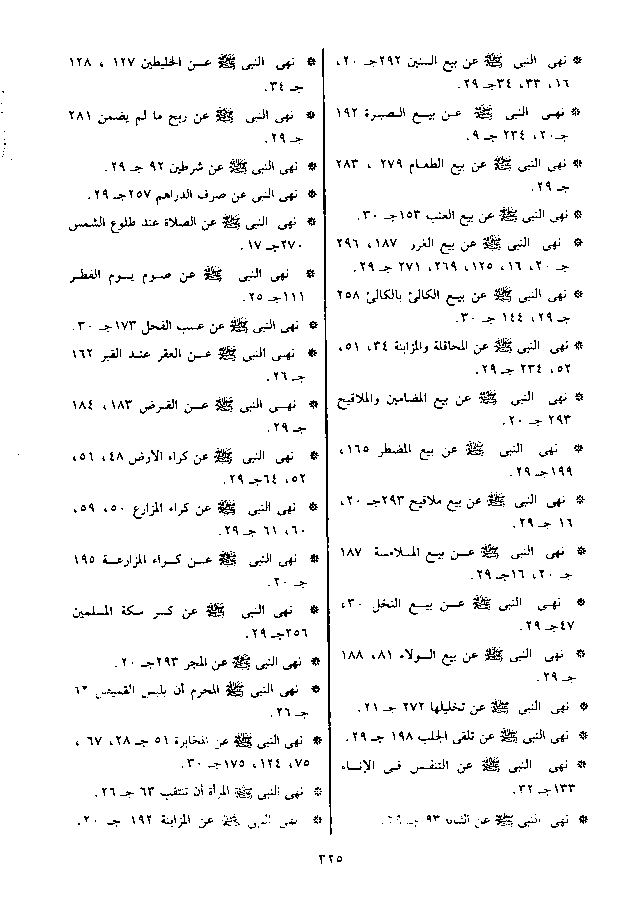 * نهى النبي ﷺ عن بيع السنين ٢٩٢جـ ٢٠،
١٦، ٣٣، ٣٤جـ ٢٩.
* نهى النبي ﷺ عن بيع الصبرة ١٩٢
جـ٢٠، ٢٣٤ جـ ٩.
* نهى النبي ﷺ عن بيع الطعام ٢٧٩ ، ٢٨٣
جـ ٢٩.
* نهى النبي ﷺ عن بيع العنب ١٥٣جـ ٣٠.
* نهى النبي ﷺ عن بيع الغرر ١٨٧، ٢٩٦
جـ ٢٠، ١٦، ١٢٥، ٢٦٩، ٢٧١ جـ ٢٩.
* نهى النبي ﷺ عن بيع الكالئ بالكالئ ٢٥٨
جـ ٢٩، ١٤٤ جـ ٣٠.
* نهى النبي ﷺ عن المحاقلة والمزابنة ٣٤، ٥١،
٥٢، ٢٣٤ جـ ٢٩.
* نهى النبي ﷺ عن بيع المضامين والملاقيح
٢٩٣ جـ ٢٠.
* نهى النبي ﷺ عن بيع المضطر ١٦٥،
١٩٩جـ ٢٩.
* نهى النبي ﷺ عن بيع ملاقيح ٢٩٣جـ ٢٠،
١٦ جـ ٢٩.
* نهى النبي ﷺ عن بيع الملامسة ١٨٧
جـ ٢٠، ١٦جـ ٢٩.
* نهى النبي ﷺ عن بيع النخل ٣٠،
٤٧جـ ٢٩.
* نهى النبي ﷺ عن بيع الولاء ٨١، ١٨٨
جـ ٢٩.
* نهى النبي ﷺ عن تخليلها ٢٧٢ جـ ٢١.
* نهى النبي ﷺ عن تلقى الجلب ١٩٨ جـ ٢٩.
* نهى النبي ﷺ عن التنفس فى الإناء
١٣٣جـ ٣٢.
* نهى النبي ﷺ عن ٩٣ جـ ٢٩.
* نهى النبي ﷺ عن الخليطين ١٢٧ ، ١٢٨
جـ ٣٤.
* نهى النبي ﷺ عن ربح ما لم يضمن ٢٨١
جـ ٢٩.
* نهى النبي ﷺ عن شرطين ٩٢ جـ ٢٩.
* نهى النبي عن صرف الدراهم ٢٥٧جـ ٢٩.
* نهى النبي ﷺ عن الصلاة عند طلوع الشمس
٢٧٠جـ ١٧.
* نهى النبي ﷺ عن صوم يوم الفطر
١١١جـ ٢٥.
* نهى النبي ﷺ عن عسب الفحل ١٧٣جـ ٣٠.
* نهى النبي ﷺ عن العقر عند القبر ١٦٢
جـ ٢٦.
* نهى النبي ﷺ عن القرض ١٨٣، ١٨٤
جـ ٢٩.
* نهى النبي ﷺ عن كراء الأرض ٤٨، ٥١،
٥٢، ٦٤جـ ٢٩.
* نهى النبي ﷺ عن كراء المزارع ٥٠، ٥٩،
٦٠، ٦١ جـ ٢٩.
* نهى النبي ﷺ عن كراء المزارعة ١٩٥
جـ ٢٠.
* نهى النبي ﷺ عن كسر سكة المسلمين
٢٥٦جـ ٢٩.
* نهى النبي ﷺ عن المجر ٢٩٣جـ ٢٠.
* نهى النبي ﷺ المحرم أن يلبس القميص
جـ ٢٦.
* نهى النبي ﷺ عن المخابرة ٥١ جـ ٢٨، ٦٧ ،
٧٥، ١٢٤، ١٧٥جـ ٣٠.
* نهى النبي ﷺ المرأة أن تنتقب ٦٣ جـ ٢٦.
* نهى النبي ﷺ عن المزابنة ١٩٢ جـ ٢٠.
٣٢٥